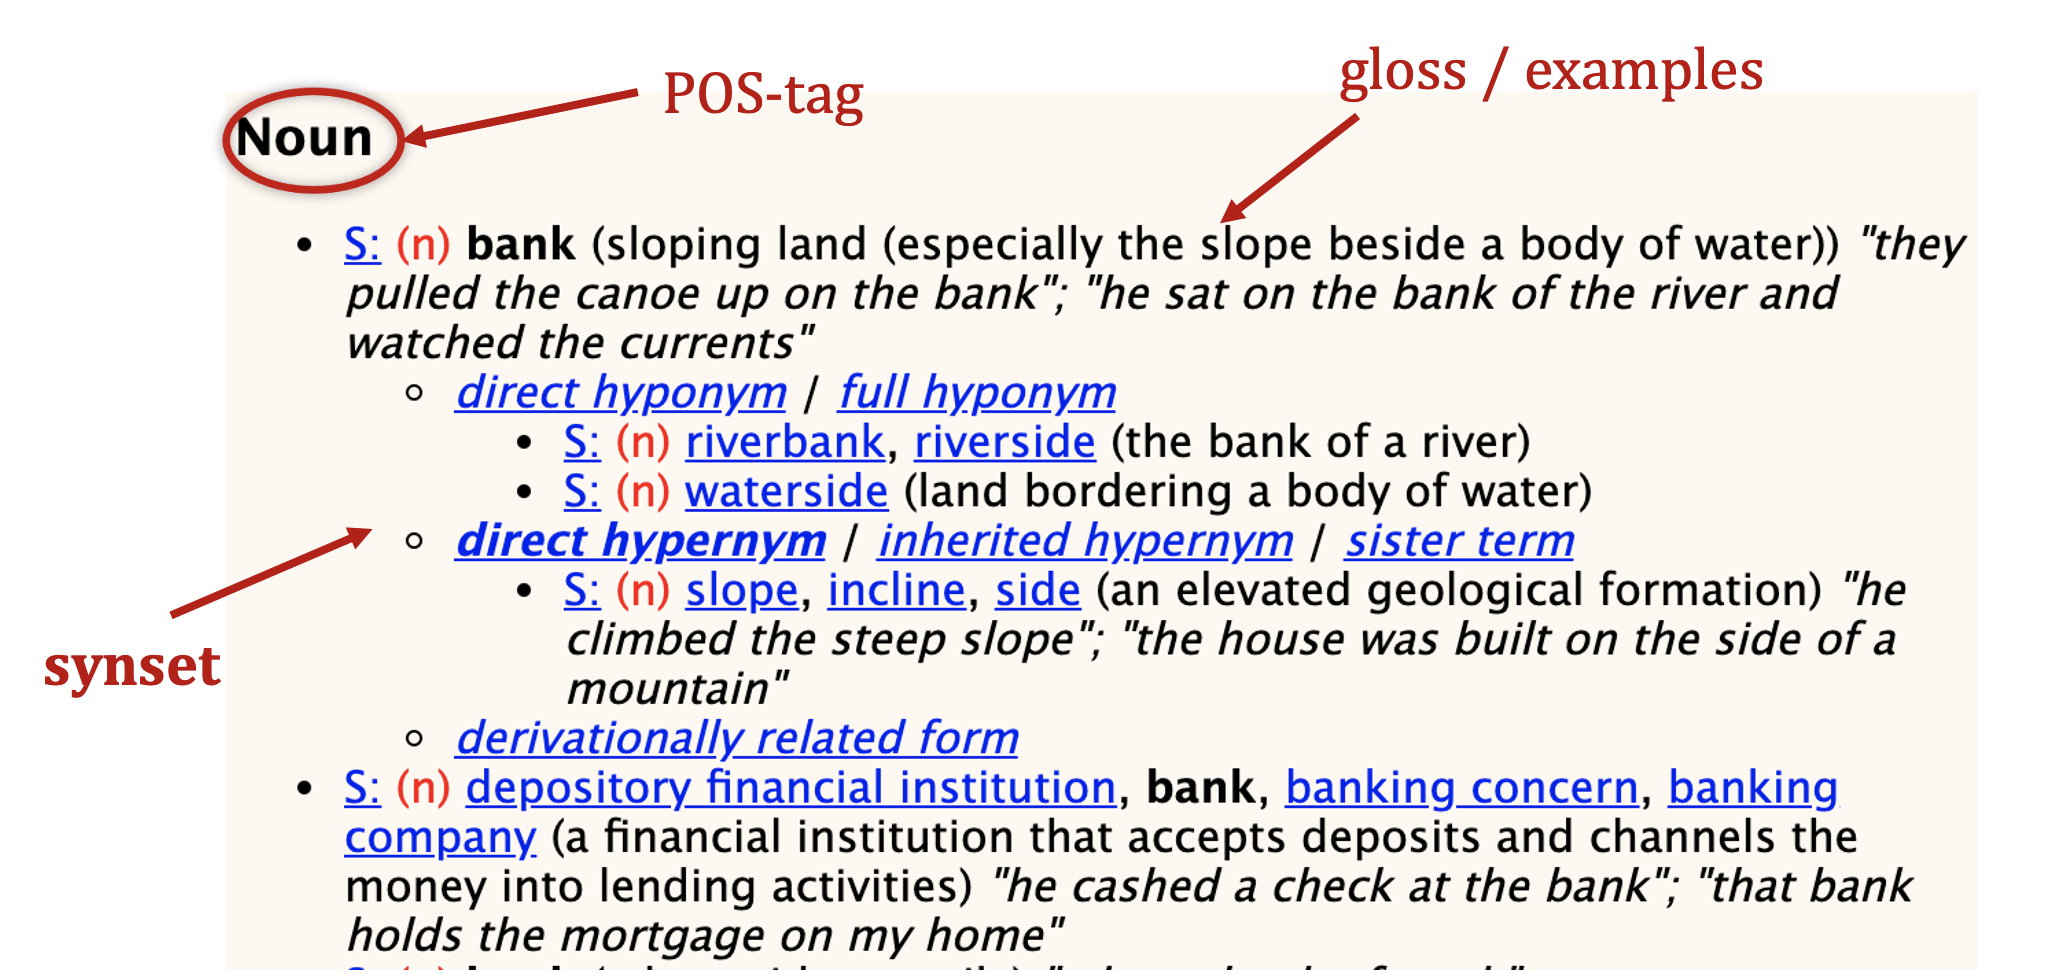 POS-tag
gloss / examples
Noun
• S: (n) bank (sloping land (especially the slope beside a body of water)) "they
pulled the canoe up on the bank"; "he sat on the bank of the river and
watched the currents"
○ direct hyponym / full hyponym
• S: (n) riverbank, riverside (the bank of a river)
• S: (n) waterside (land bordering a body of water)
○ direct hypernym / inherited hypernym / sister term
• S: (n) slope, incline, side (an elevated geological formation) "he
climbed the steep slope"; "the house was built on the side of a
mountain"
synset
○ derivationally related form
• S: (n) depository financial institution, bank, banking concern, banking
company (a financial institution that accepts deposits and channels the
money into lending activities) "he cashed a check at the bank"; "that bank
holds the mortgage on my home"